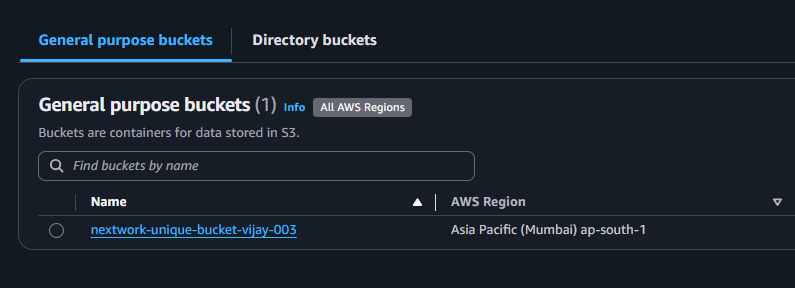 General purpose buckets Directory buckets
General purpose buckets (1) Info All AWS Regions
Buckets are containers for data stored in S3.
Find buckets by name
Name AWS Region
nextwork-unique-bucket-vijay-003 Asia Pacific (Mumbai) ap-south-1